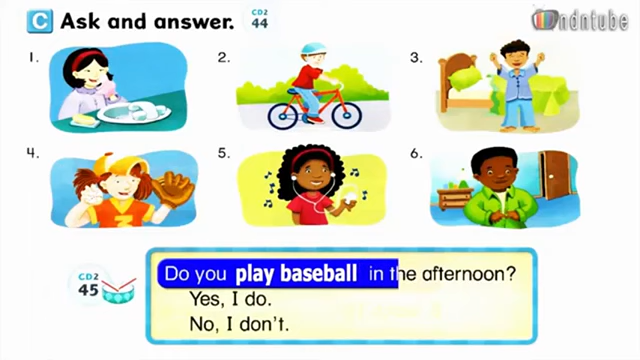 C Ask and answer. CD2 44
ndntube
1. 2. 3.
4. 5. 6.
CD2 45
Do you play baseball in the afternoon?
Yes, I do.
No, I don't.